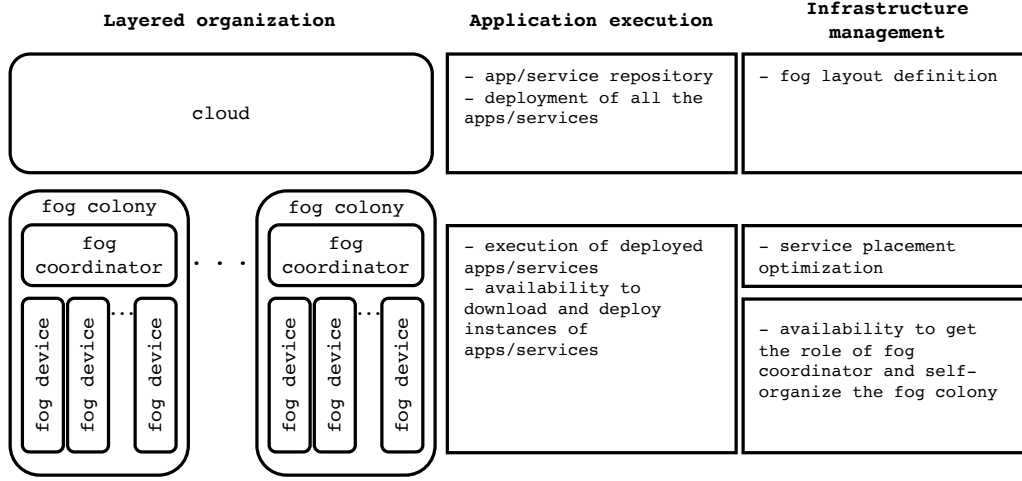 Layered organization
Application execution
Infrastructure
management
cloud
– app/service repository
– deployment of all the
apps/services
– fog layout definition
fog colony
fog
coordinator
...
fog device
fog device
fog device
. . .
fog colony
fog
coordinator
...
fog device
fog device
fog device
– execution of deployed
apps/services
– availability to
download and deploy
instances of
apps/services
– service placement
optimization
– availability to get
the role of fog
coordinator and self-
organize the fog colony